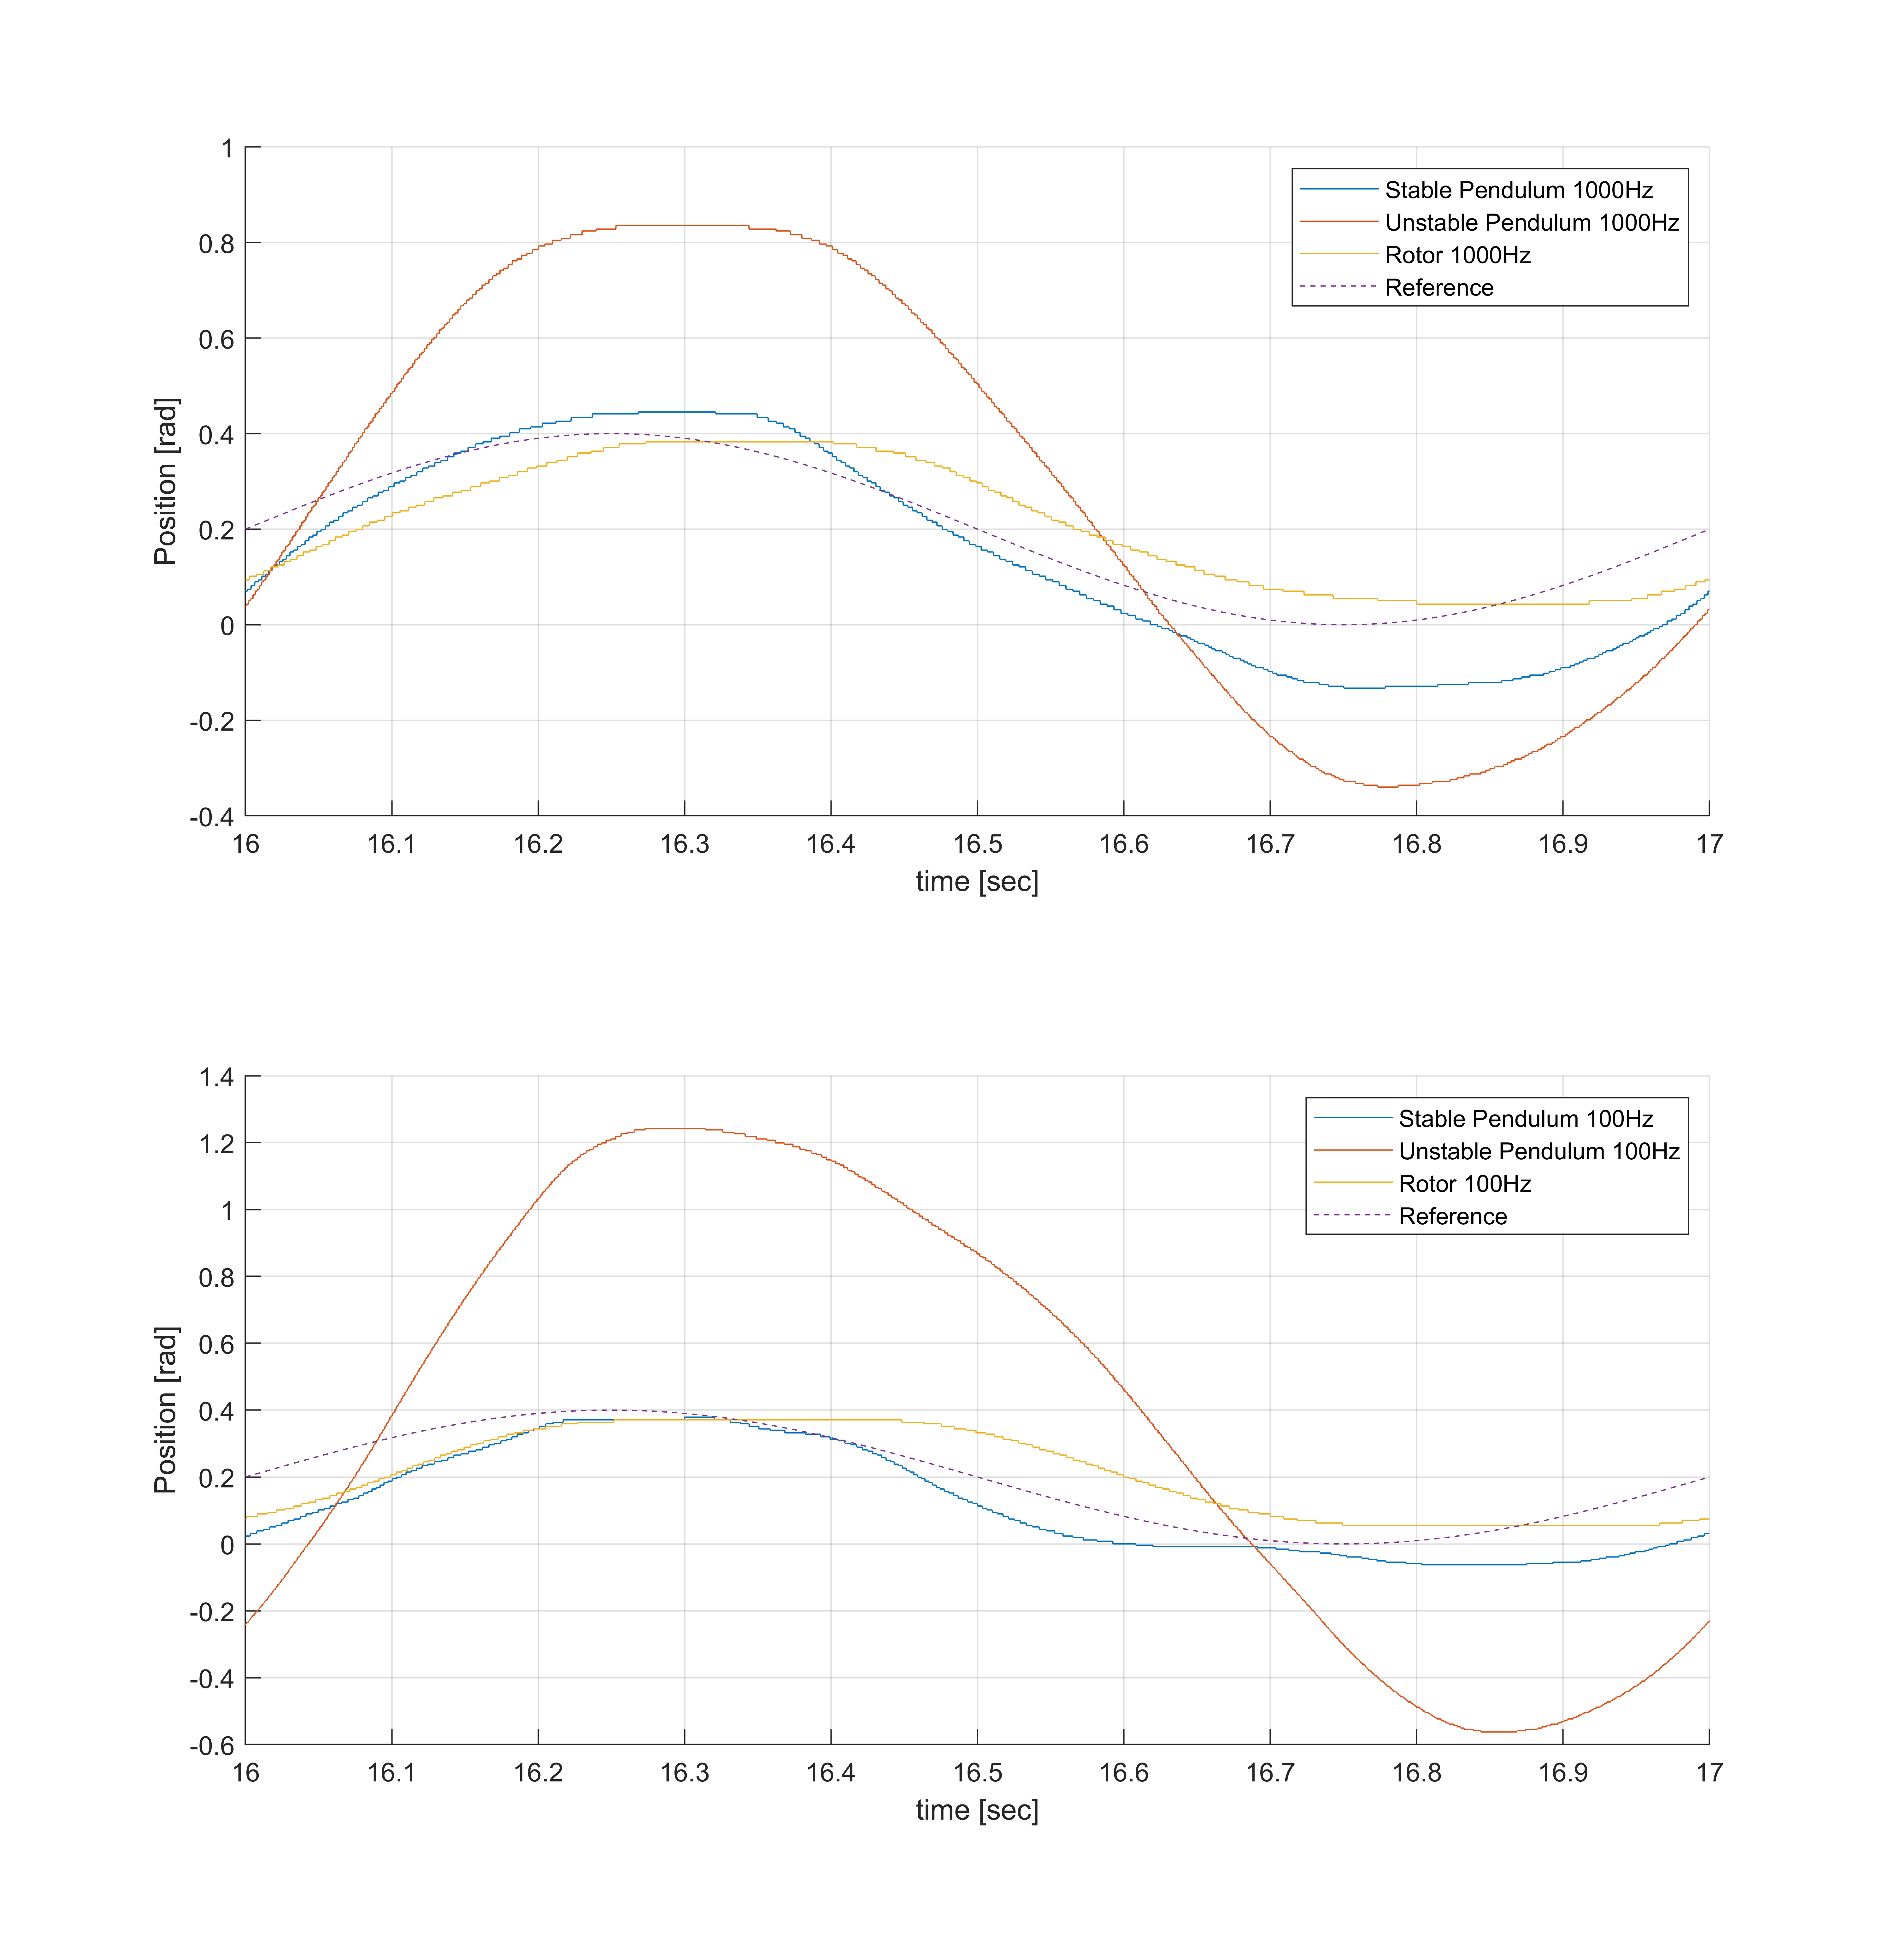 1
0.8
0.6
0.4
0.2
0
-0.2
-0.4
Position [rad]
16 16.1 16.2 16.3 16.4 16.5 16.6 16.7 16.8 16.9 17
time [sec]
Stable Pendulum 1000Hz
Unstable Pendulum 1000Hz
Rotor 1000Hz
Reference
1.4
1.2
1
0.8
0.6
0.4
0.2
0
-0.2
-0.4
-0.6
Position [rad]
16 16.1 16.2 16.3 16.4 16.5 16.6 16.7 16.8 16.9 17
time [sec]
Stable Pendulum 100Hz
Unstable Pendulum 100Hz
Rotor 100Hz
Reference